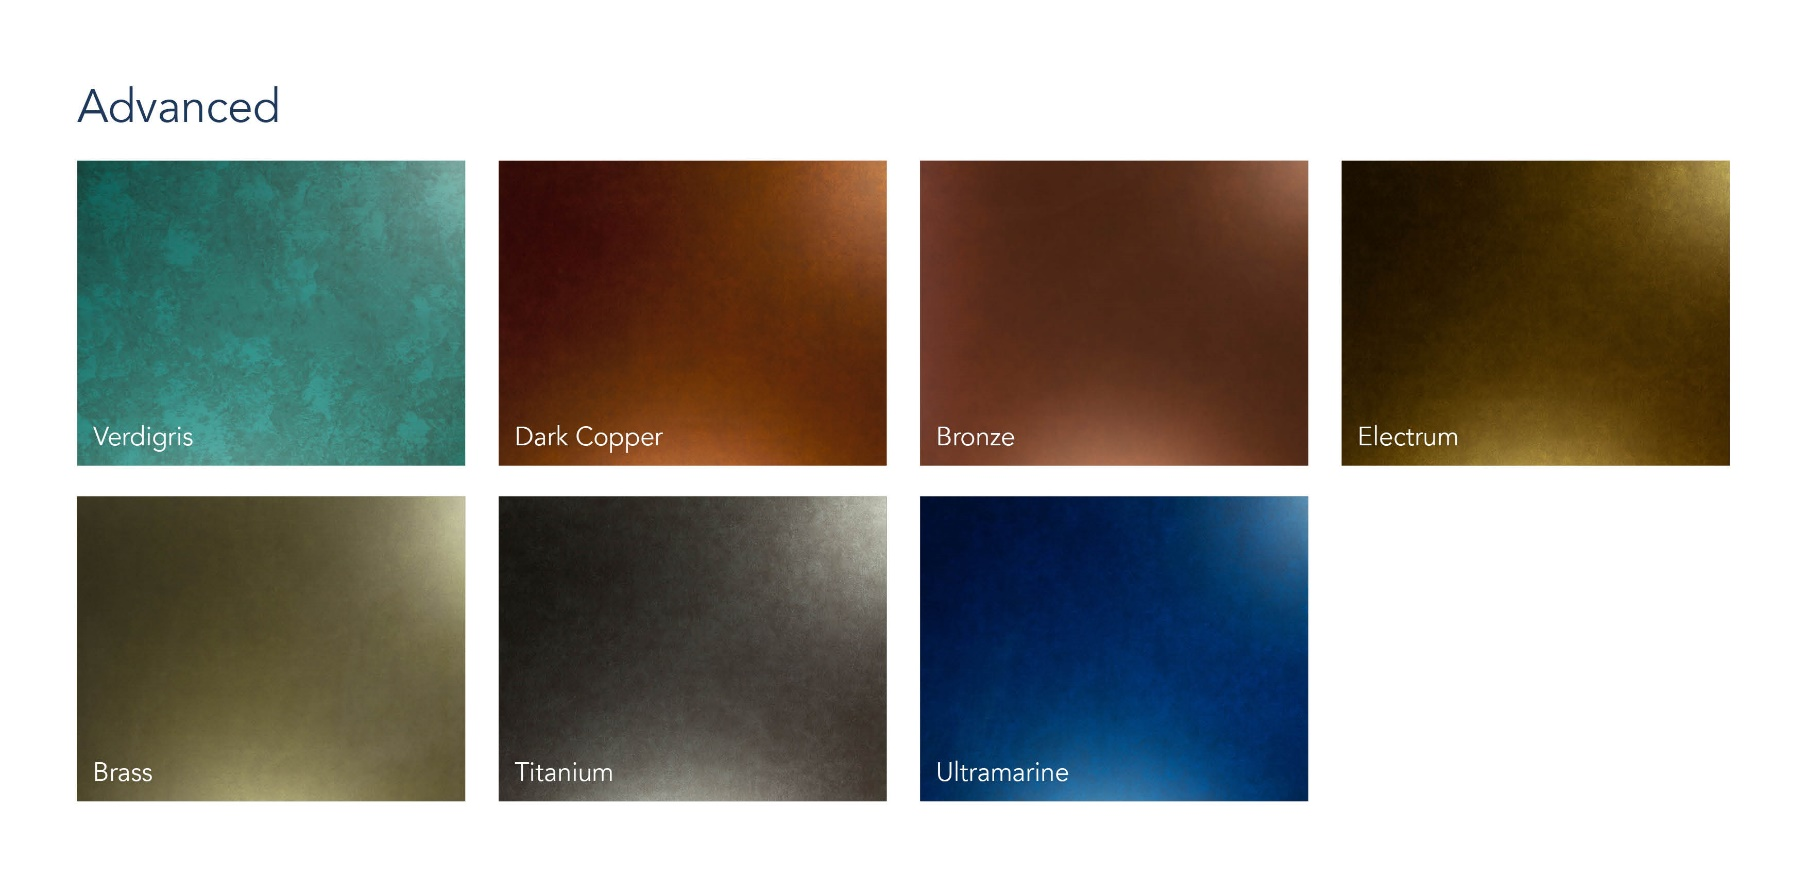 Advanced
Verdigris
Dark Copper
Bronze
Electrum
Brass
Titanium
Ultramarine